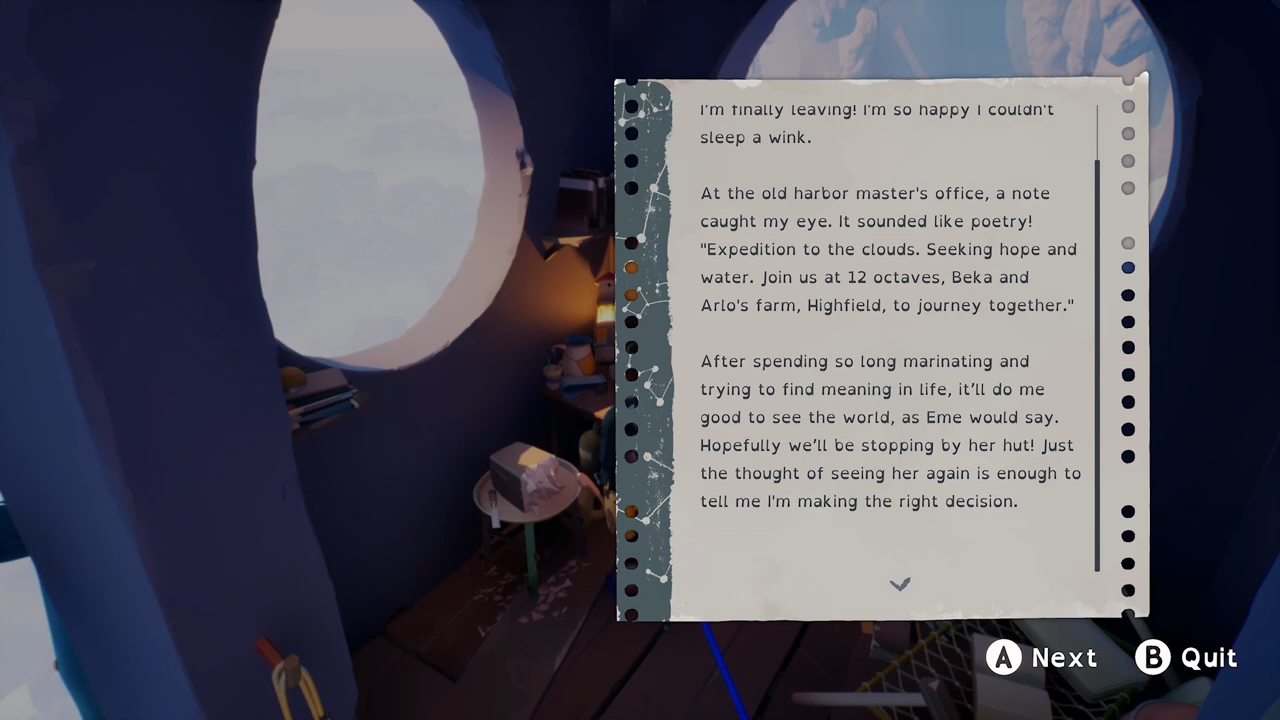 I'm finally leaving! I'm so happy I couldn't
sleep a wink.
At the old harbor master's office, a note
caught my eye. It sounded like poetry!
"Expedition to the clouds. Seeking hope and
water. Join us at 12 octaves, Beka and
Arlo's farm, Highfield, to journey together."
After spending so long marinating and
trying to find meaning in life, it’ll do me
good to see the world, as Eme would say.
Hopefully we’ll be stopping by her hut! Just
the thought of seeing her again is enough to
tell me I'm making the right decision.
A Next B Quit